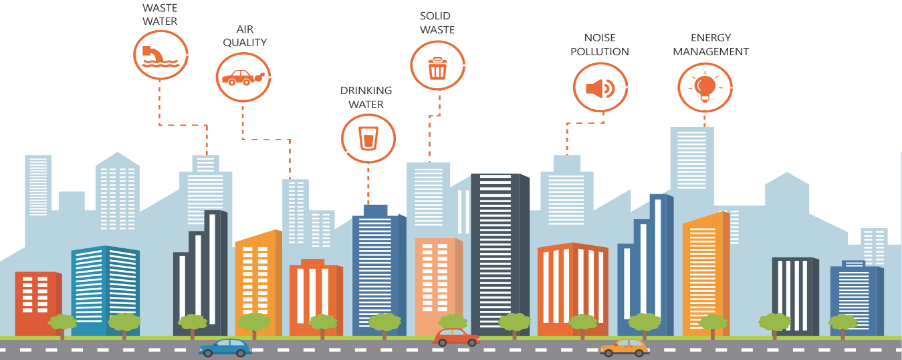 WASTE
WATER
AIR
QUALITY
DRINKING
WATER
SOLID
WASTE
NOISE
POLLUTION
ENERGY
MANAGEMENT